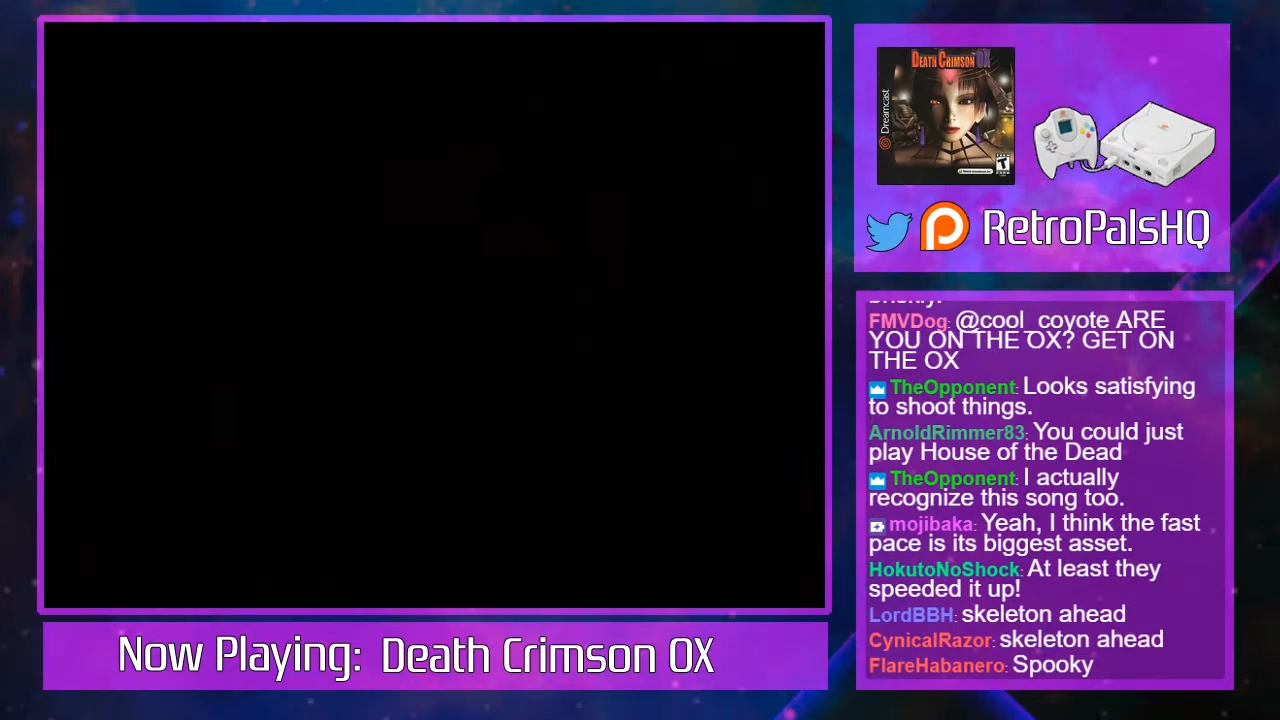 DEATH CRIMSON OX
Dreamcast
RetroPalsHQ
briskly.
FMVDog: @cool_coyote ARE
YOU ON THE OX? GET ON
THE OX
TheOpponent: Looks satisfying
to shoot things.
ArnoldRimmer83: You could just
play House of the Dead
TheOpponent: I actually
recognize this song too.
mojibaka: Yeah, I think the fast
pace is its biggest asset.
HokutoNoShock: At least they
speeded it up!
LordBBH: skeleton ahead
CynicalRazor: skeleton ahead
FlareHabanero: Spooky
Now Playing: Death Crimson OX